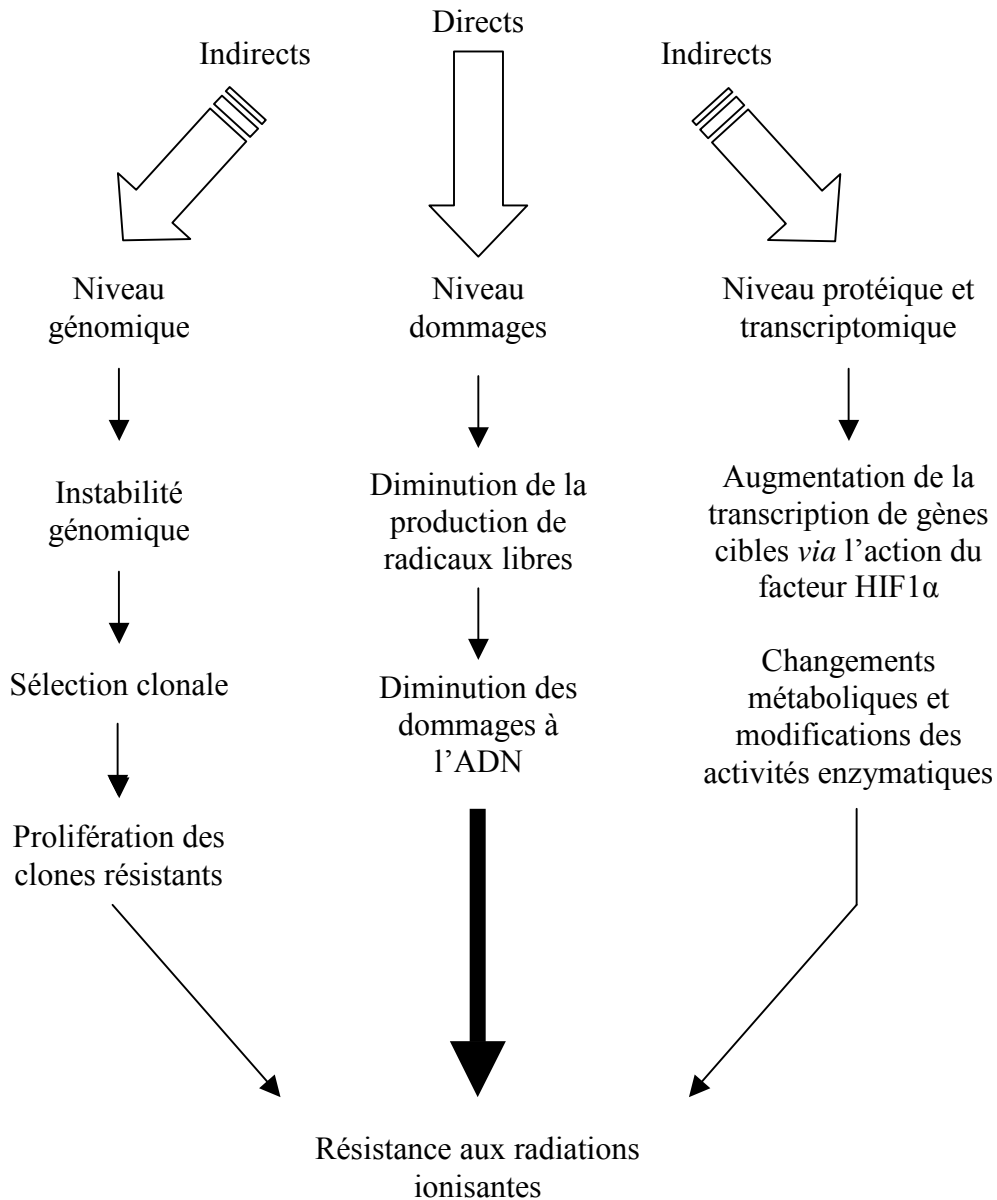 Directs
Indirects
Indirects
Niveau
génomique
Niveau
dommages
Niveau protéique et
transcriptomique
Instabilité
génomique
Diminution de la
production de
radicaux libres
Augmentation de la
transcription de gènes
cibles via l’action du
facteur HIF1α
Sélection clonale
Diminution des
dommages à
l’ADN
Changements
métaboliques et
modifications des
activités enzymatiques
Prolifération des
clones résistants
Résistance aux radiations
ionisantes